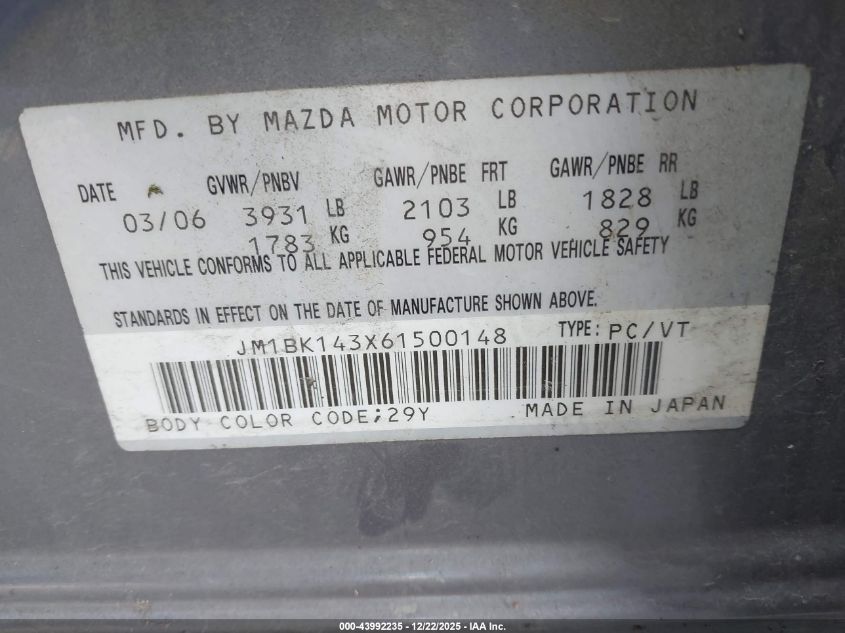 MFD. BY MAZDA MOTOR CORPORATION
DATE GVWR/PNBV GAWR/PNBE FRT GAWR/PNBE RR
03/06 3931 LB 2103 LB 1828 LB
1783 KG 954 KG 829 KG
THIS VEHICLE CONFORMS TO ALL APPLICABLE FEDERAL MOTOR VEHICLE SAFETY
STANDARDS IN EFFECT ON THE DATE OF MANUFACTURE SHOWN ABOVE.
JM1BK143X61500148 TYPE: PC/VT
BODY COLOR CODE;29Y MADE IN JAPAN
000-43992235 - 12/22/2025 - IAA Inc.